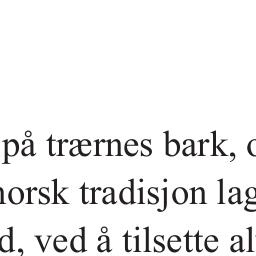 på trærnes bark, o
norsk tradisjon lag
d, ved å tilsette al